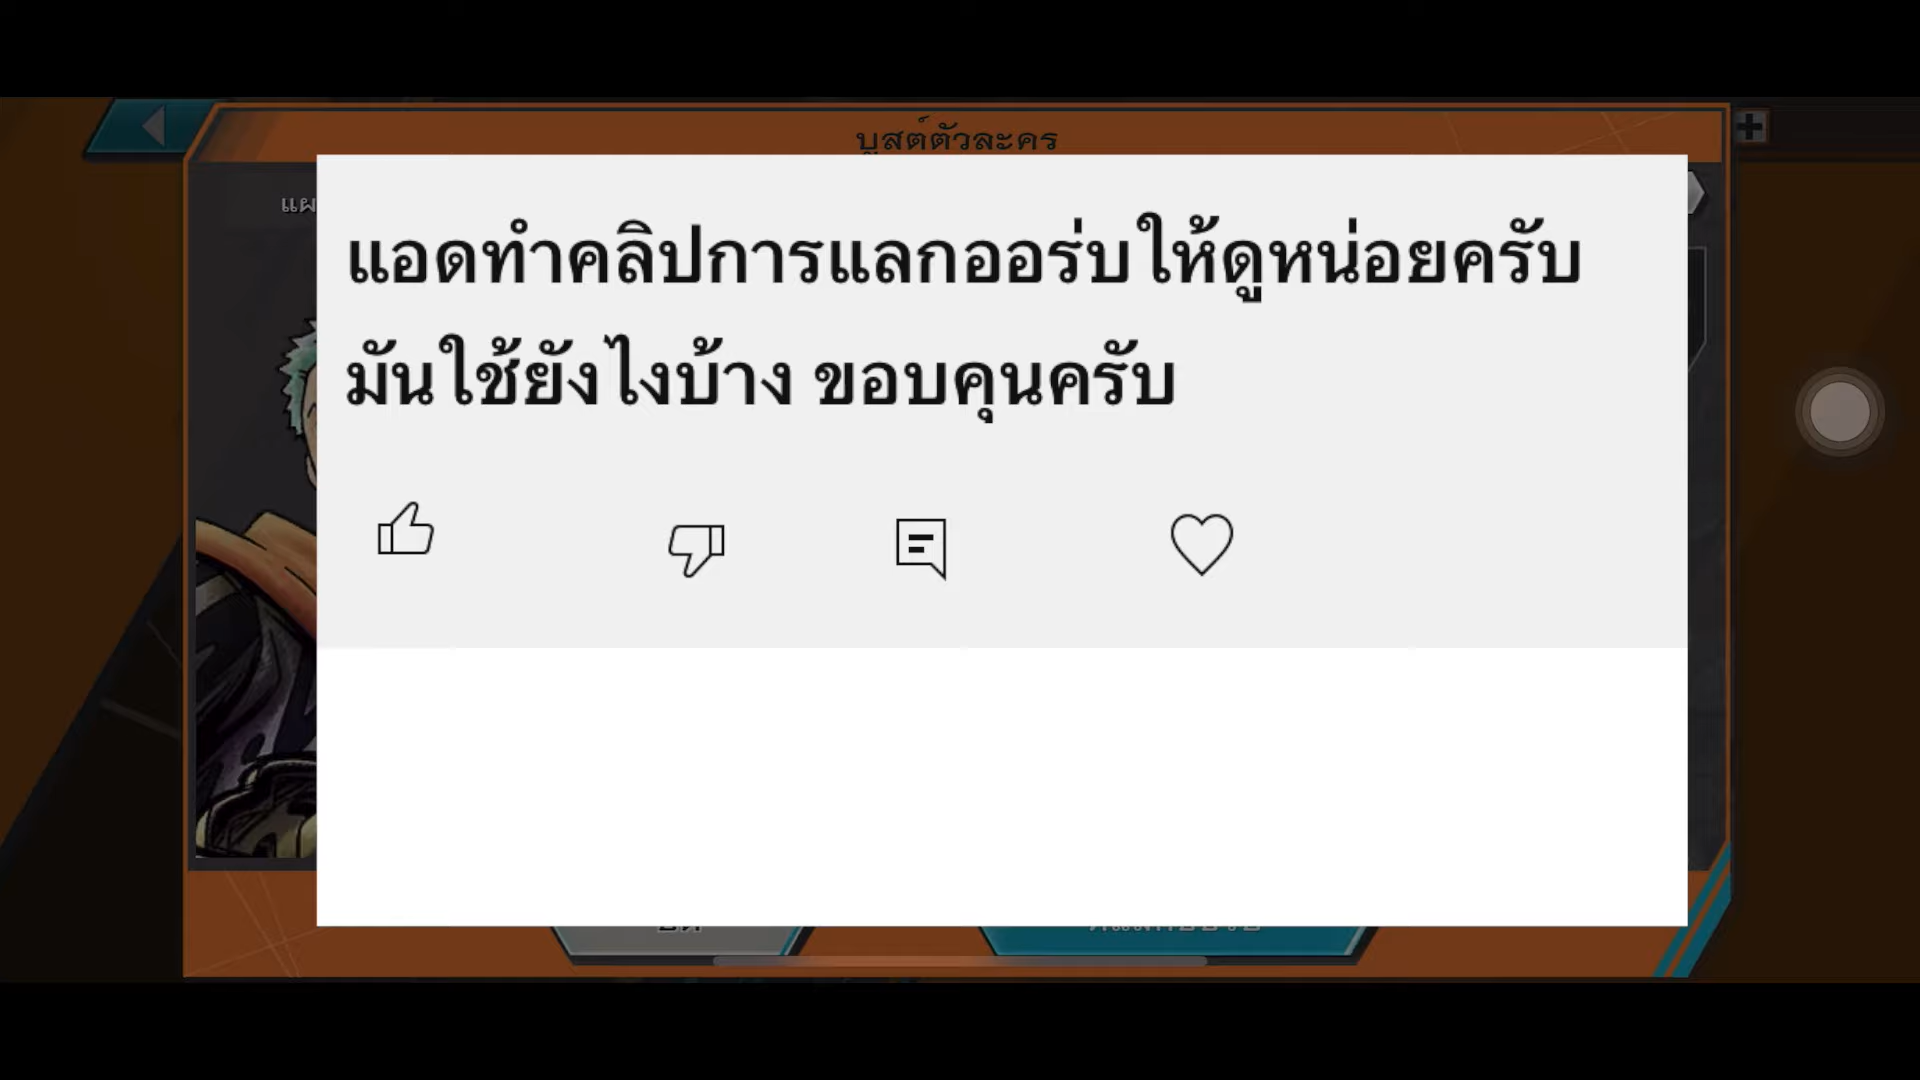 บูสต์ตัวละคร
แอดทำคลิปการแลกออร่บให้ดูหน่อยครับ
มันใช้ยังไงบ้าง ขอบคุนครับ